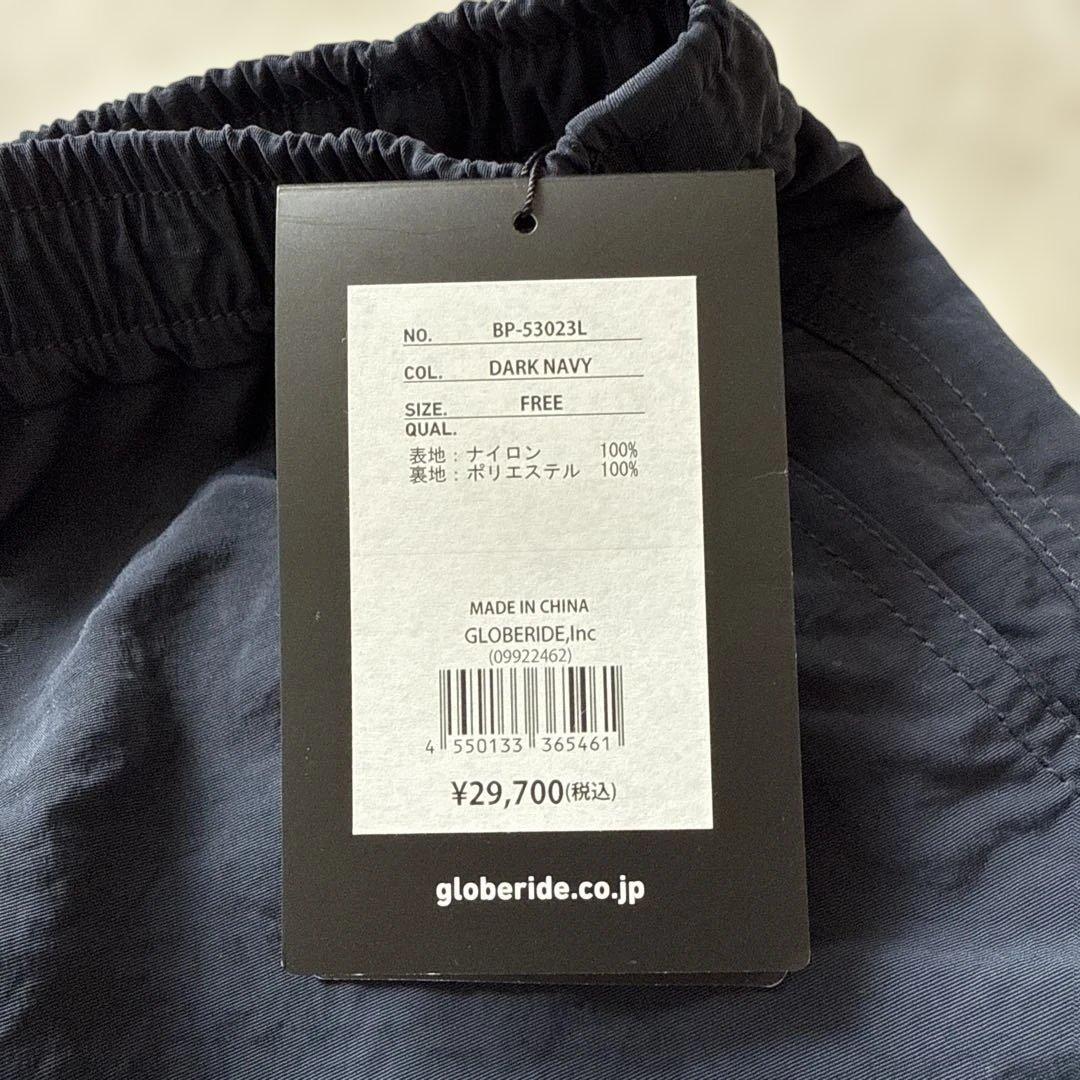 NO. BP-53023L
COL. DARK NAVY
SIZE. FREE
QUAL.
表地：ナイロン 100%
裏地：ポリエステル 100%
MADE IN CHINA
GLOBERIDE,Inc
(09922462)
4 550133 365461
¥29,700(税込)
globeride.co.jp